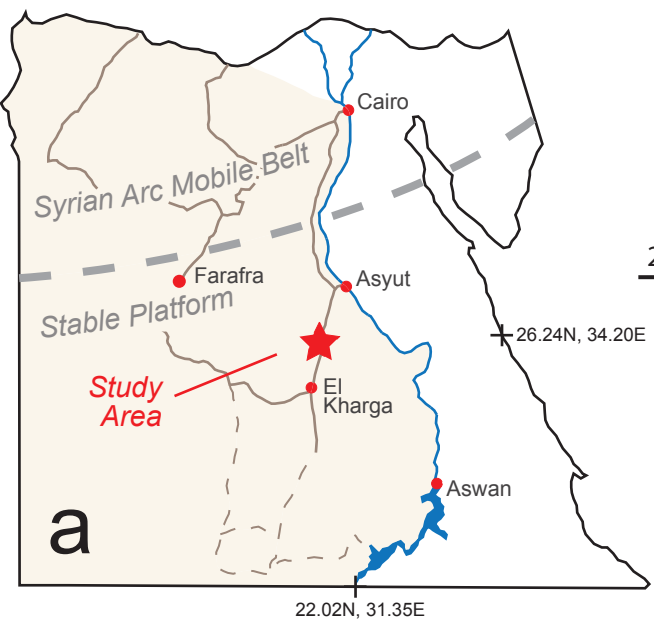 Cairo
Syrian Arc Mobile Belt
Farafra
Asyut
Stable Platform
26.24N, 34.20E
Study
Area
El
Kharga
Aswan
a
22.02N, 31.35E
2